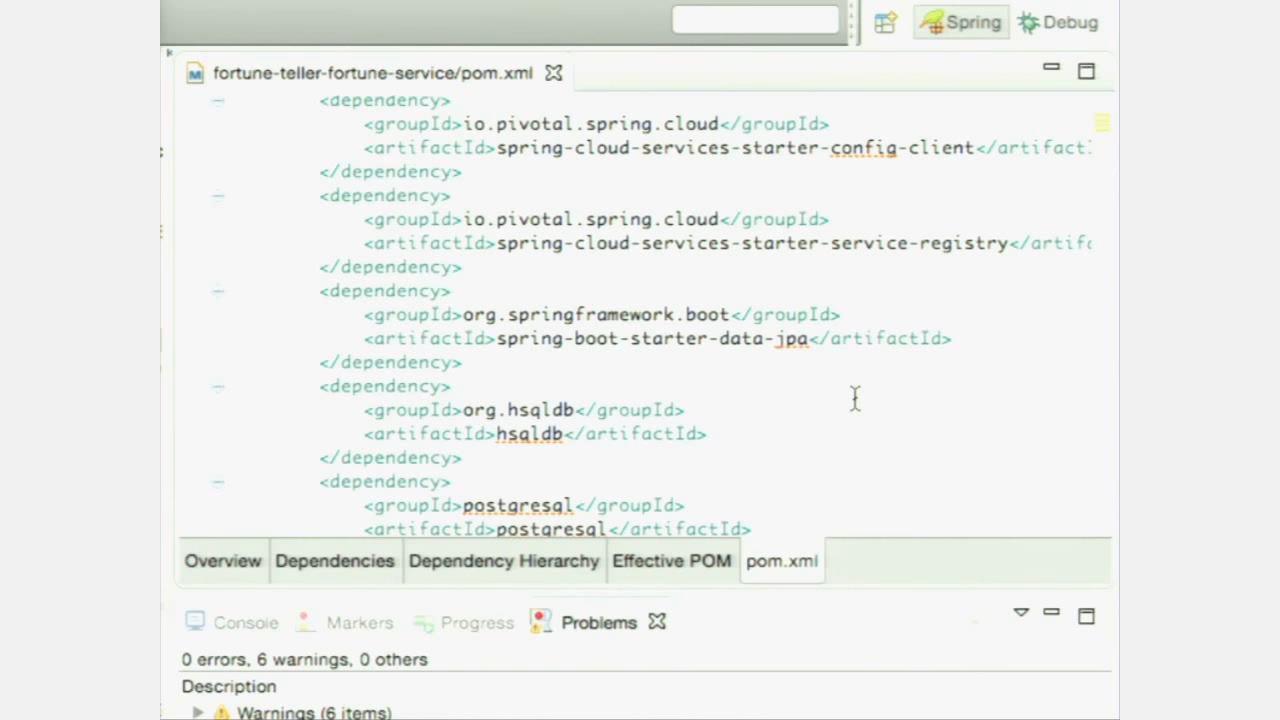 Spring
Debug
fortune-teller-fortune-service/pom.xml
<dependency>
<groupId>io.pivotal.spring.cloud</groupId>
<artifactId>spring-cloud-services-starter-config-client</artifact
</dependency>
<dependency>
<groupId>io.pivotal.spring.cloud</groupId>
<artifactId>spring-cloud-services-starter-service-registry</artif
</dependency>
<dependency>
<groupId>org.springframework.boot</groupId>
<artifactId>spring-boot-starter-data-jpa</artifactId>
</dependency>
<dependency>
<groupId>org.hsqldb</groupId>
<artifactId>hsqldb</artifactId>
</dependency>
<dependency>
<groupId>postgresql</groupId>
<artifactId>postgresql</artifactId>
Overview Dependencies Dependency Hierarchy Effective POM pom.xml
Console Markers Progress Problems
0 errors, 6 warnings, 0 others
Description
Warnings (6 items)